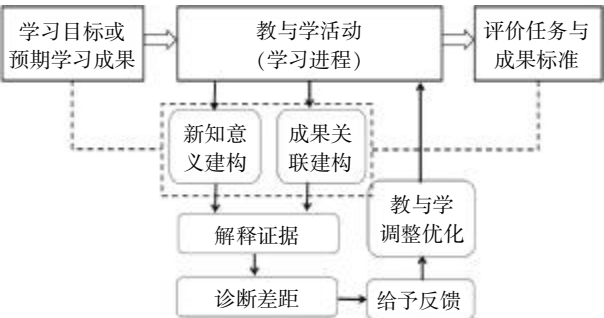 学习目标或
预期学习成果
教与学活动
(学习进程)
评价任务与
成果标准
新知意
义建构
成果关
联建构
教与学
调整优化
解释证据
诊断差距
给予反馈